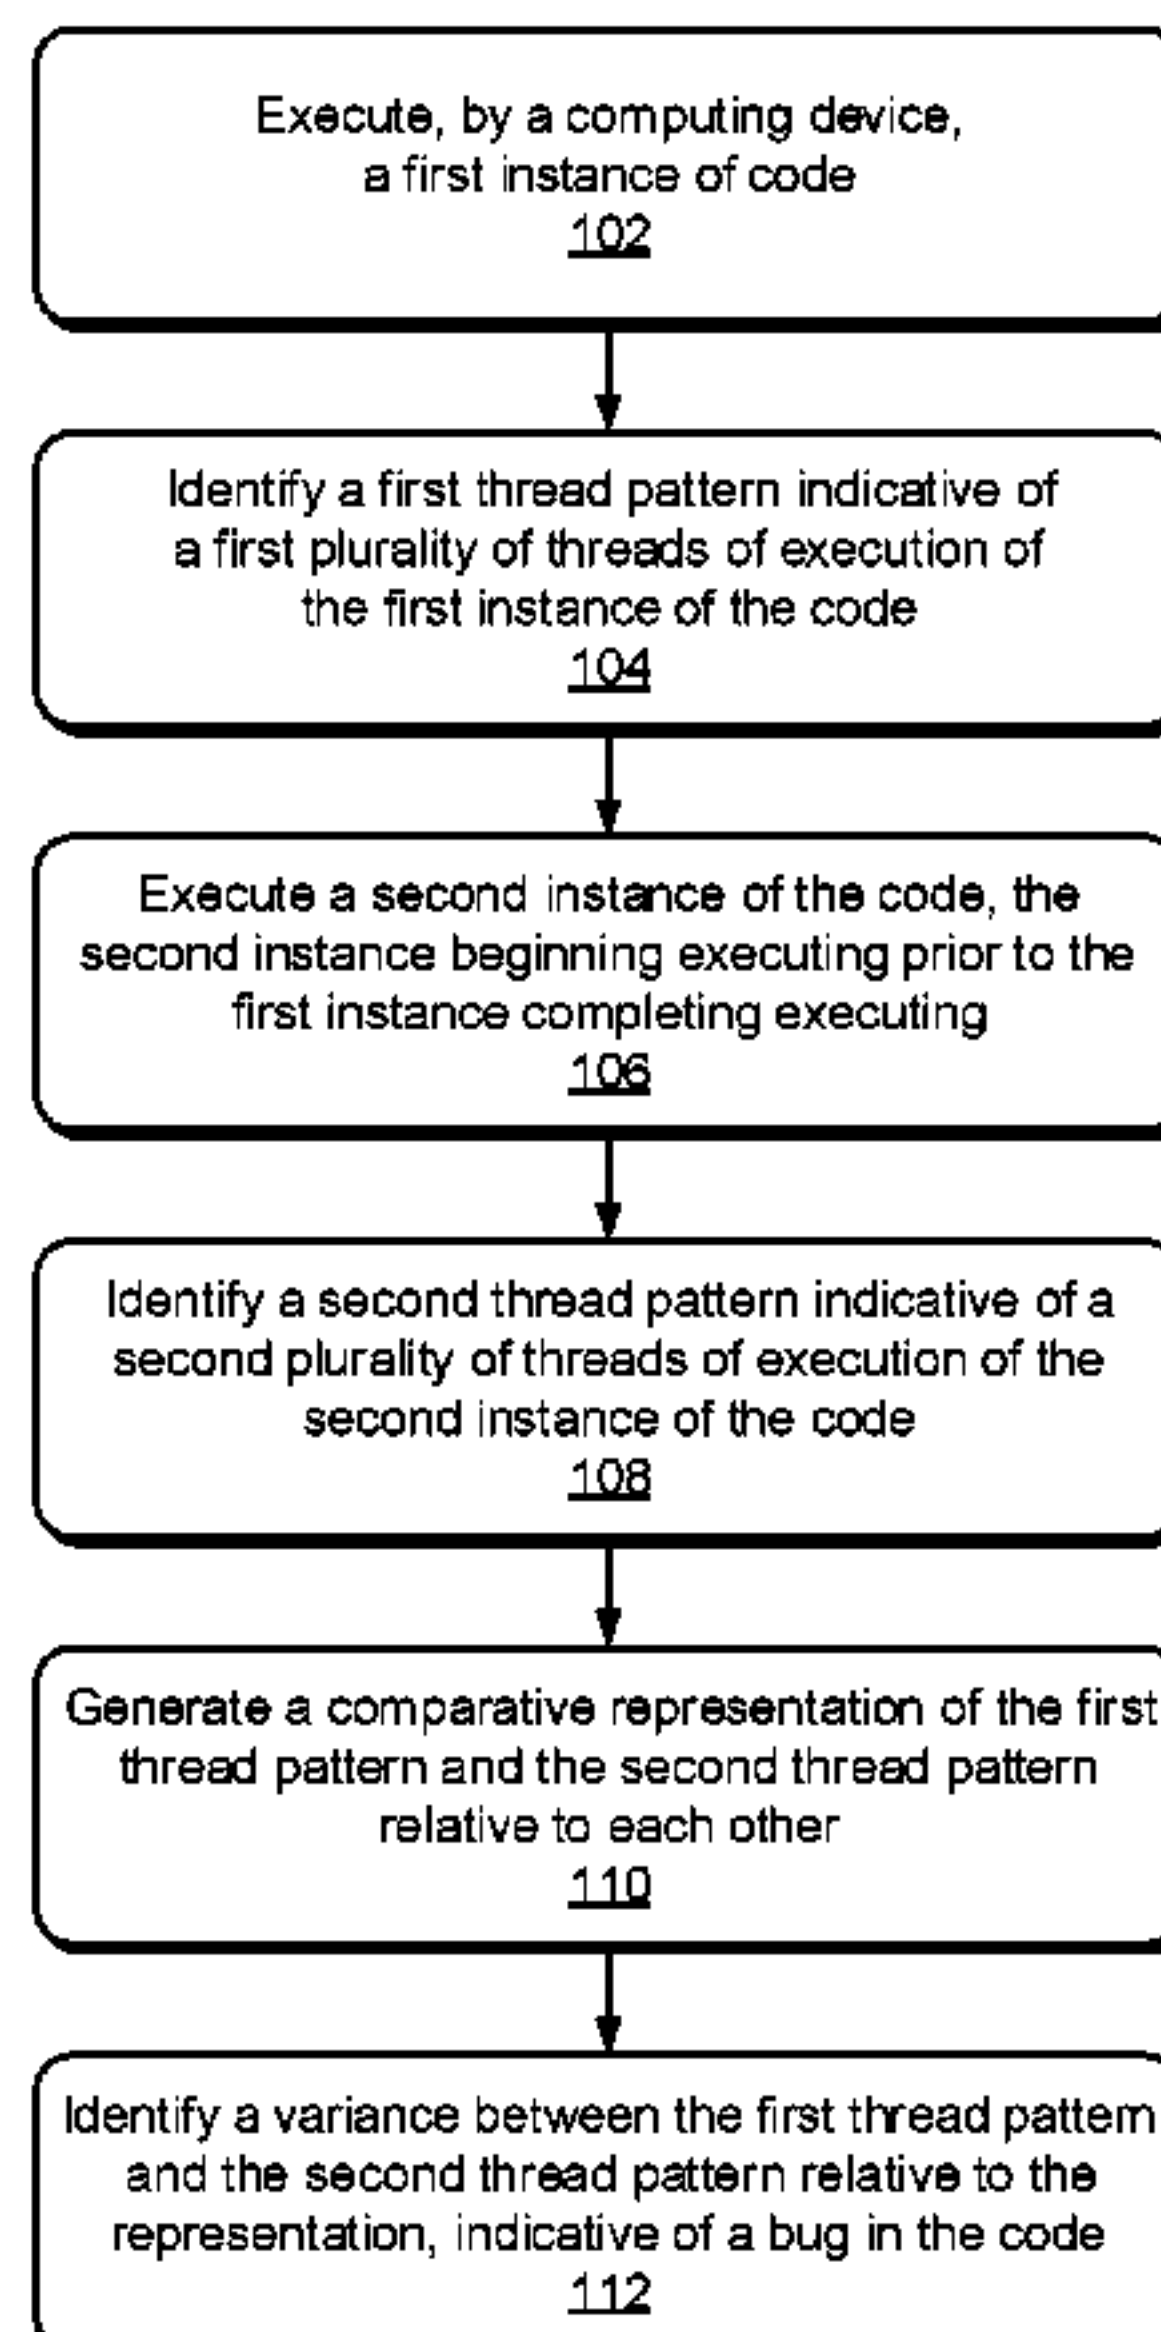 Execute, by a computing device,
a first instance of code
102
Identify a first thread pattern indicative of
a first plurality of threads of execution of
the first instance of the code
104
Execute a second instance of the code, the
second instance beginning executing prior to the
first instance completing executing
106
Identify a second thread pattern indicative of a
second plurality of threads of execution of the
second instance of the code
108
Generate a comparative representation of the first
thread pattern and the second thread pattern
relative to each other
110
Identify a variance between the first thread pattern
and the second thread pattern relative to the
representation, indicative of a bug in the code
112